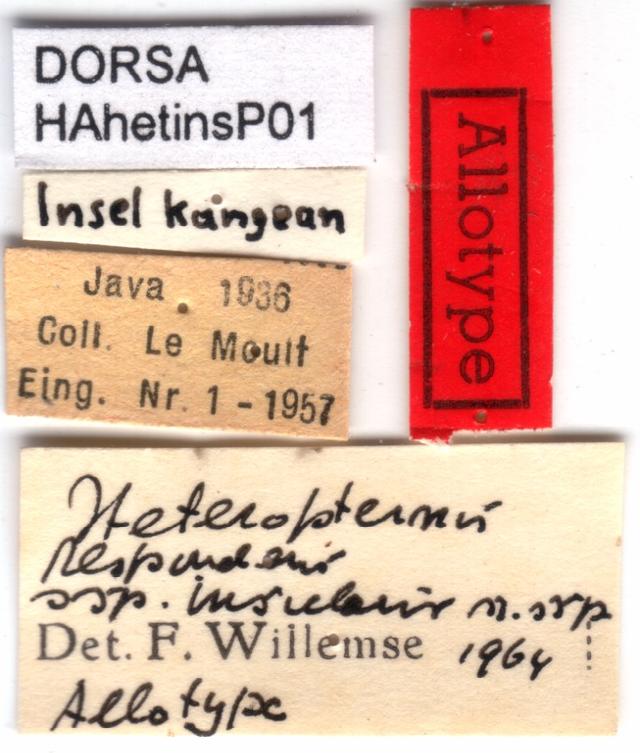 DORSA
HAhetinsP01
Insel Kangean
Java 1936
Coll. Le Moult
Eing. Nr. 1 - 1957
Allotype
Heteropternis
respondens
ssp. insularis n. ssp
Det. F. Willemse 1964
Allotype